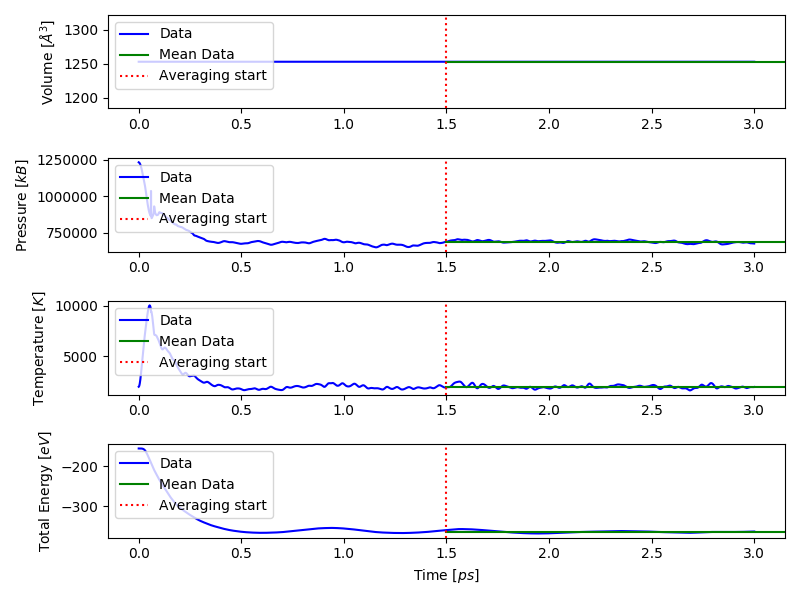 Volume [Å³]
1300
1250
1200
Data
Mean Data
Averaging start
0.0 0.5 1.0 1.5 2.0 2.5 3.0
Pressure [kB]
1250000
1000000
750000
Data
Mean Data
Averaging start
0.0 0.5 1.0 1.5 2.0 2.5 3.0
Temperature [K]
10000
5000
Data
Mean Data
Averaging start
0.0 0.5 1.0 1.5 2.0 2.5 3.0
Total Energy [eV]
−200
−300
Data
Mean Data
Averaging start
0.0 0.5 1.0 1.5 2.0 2.5 3.0
Time [ps]